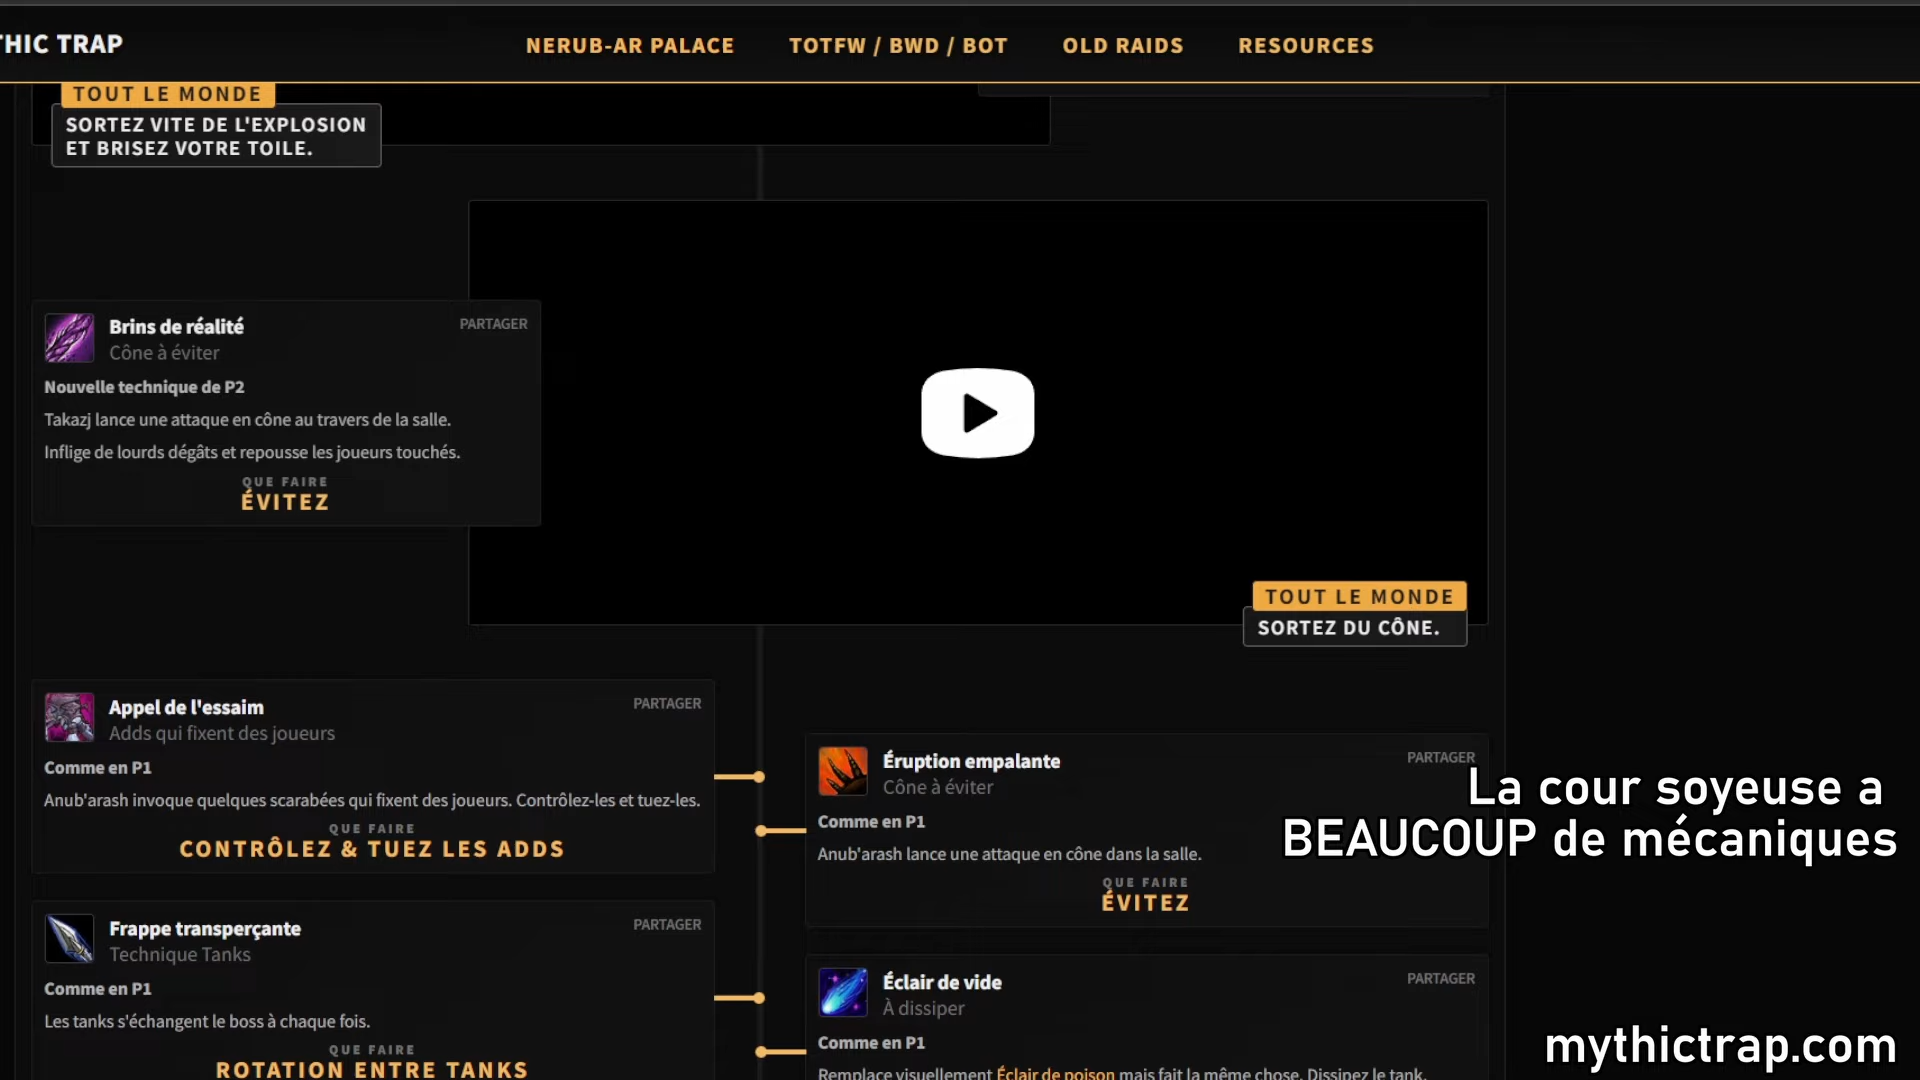 THIC TRAP
NERUB-AR PALACE
TOTFW / BWD / BOT
OLD RAIDS
RESOURCES
TOUT LE MONDE
SORTEZ VITE DE L'EXPLOSION
ET BRISEZ VOTRE TOILE.
Brins de réalité
PARTAGER
Cône à éviter
Nouvelle technique de P2
Takazj lance une attaque en cône au travers de la salle.
Inflige de lourds dégâts et repousse les joueurs touchés.
QUE FAIRE
ÉVITEZ
TOUT LE MONDE
SORTEZ DU CÔNE.
Appel de l'essaim
PARTAGER
Adds qui fixent des joueurs
Comme en P1
Anub'arash invoque quelques scarabées qui fixent des joueurs. Contrôlez-les et tuez-les.
QUE FAIRE
CONTRÔLEZ & TUEZ LES ADDS
Éruption empalante
PARTAGER
Cône à éviter
Comme en P1
Anub'arash lance une attaque en cône dans la salle.
QUE FAIRE
ÉVITEZ
La cour soyeuse a
BEAUCOUP de mécaniques
Frappe transperçante
PARTAGER
Technique Tanks
Comme en P1
Les tanks s'échangent le boss à chaque fois.
QUE FAIRE
ROTATION ENTRE TANKS
Éclair de vide
PARTAGER
À dissiper
Comme en P1
Remplace visuellement Éclair de poison mais fait la même chose. Dissipez le tank.
mythictrap.com